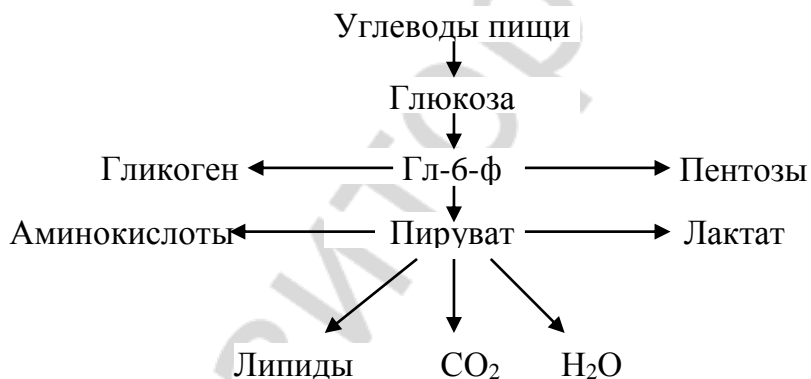 Углеводы пищи
Глюкоза
Гликоген Гл-6-ф Пентозы
Аминокислоты Пируват Лактат
Липиды CO₂ H₂O